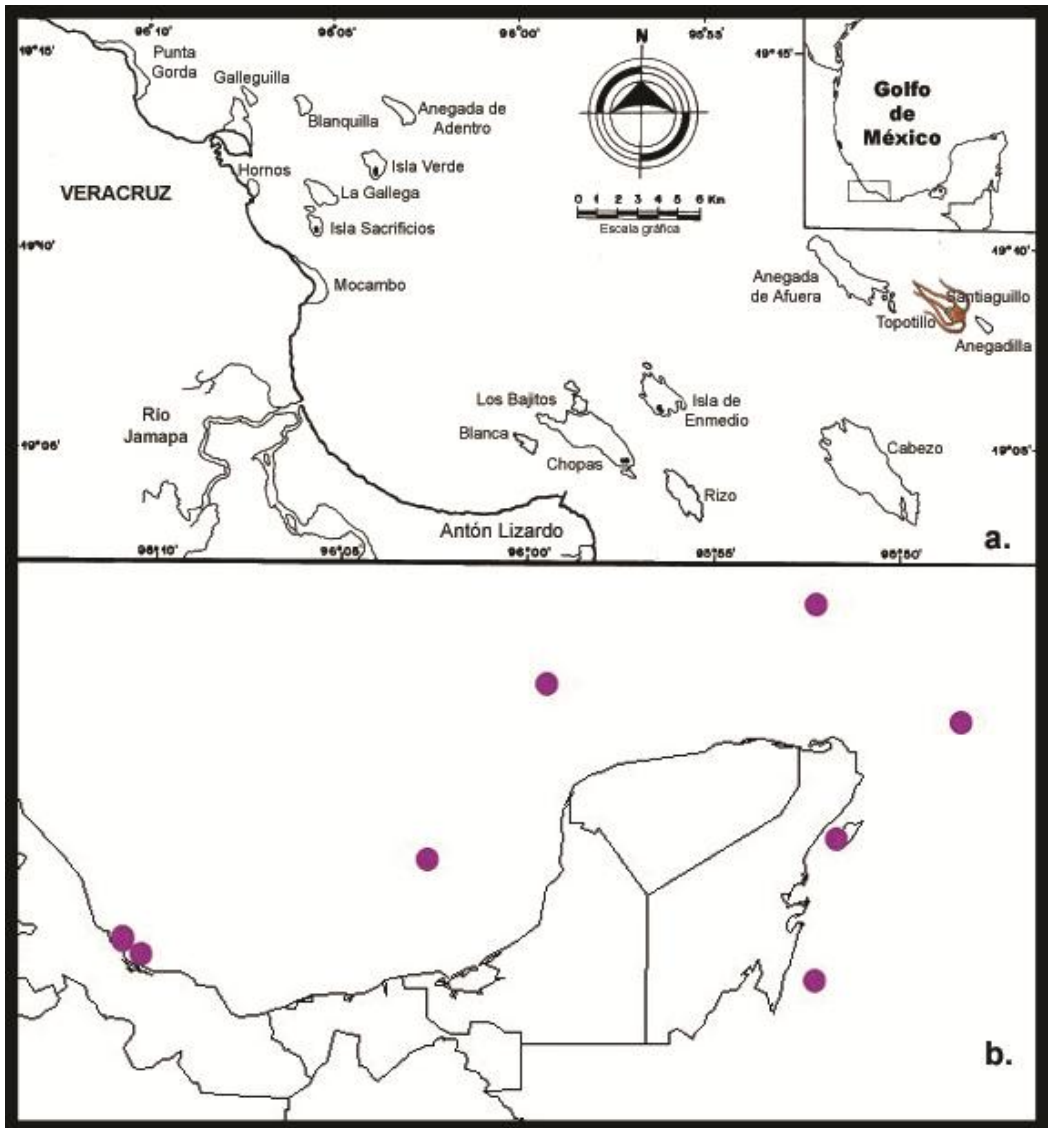 96°10'
96°05'
N
96°00'
95°55'
19°15'
19°15'
Punta
Gorda
Galleguilla
Blanquilla
Anegada de
Adentro
Golfo
de
México
Hornos
Isla Verde
VERACRUZ
La Gallega
0 1 2 3 4 5 6 Km
Escala gráfica
Isla Sacrificios
19°10'
19°10'
Mocambo
Anegada
de Afuera
Santiaguillo
Topotillo
Anegadilla
Los Bajitos
Isla de
Enmedio
Río
Jamapa
Blanca
19°05'
Cabezo
19°05'
Chopas
Rizo
Antón Lizardo
a.
96°10'
96°05'
96°00'
95°55'
95°50'
b.